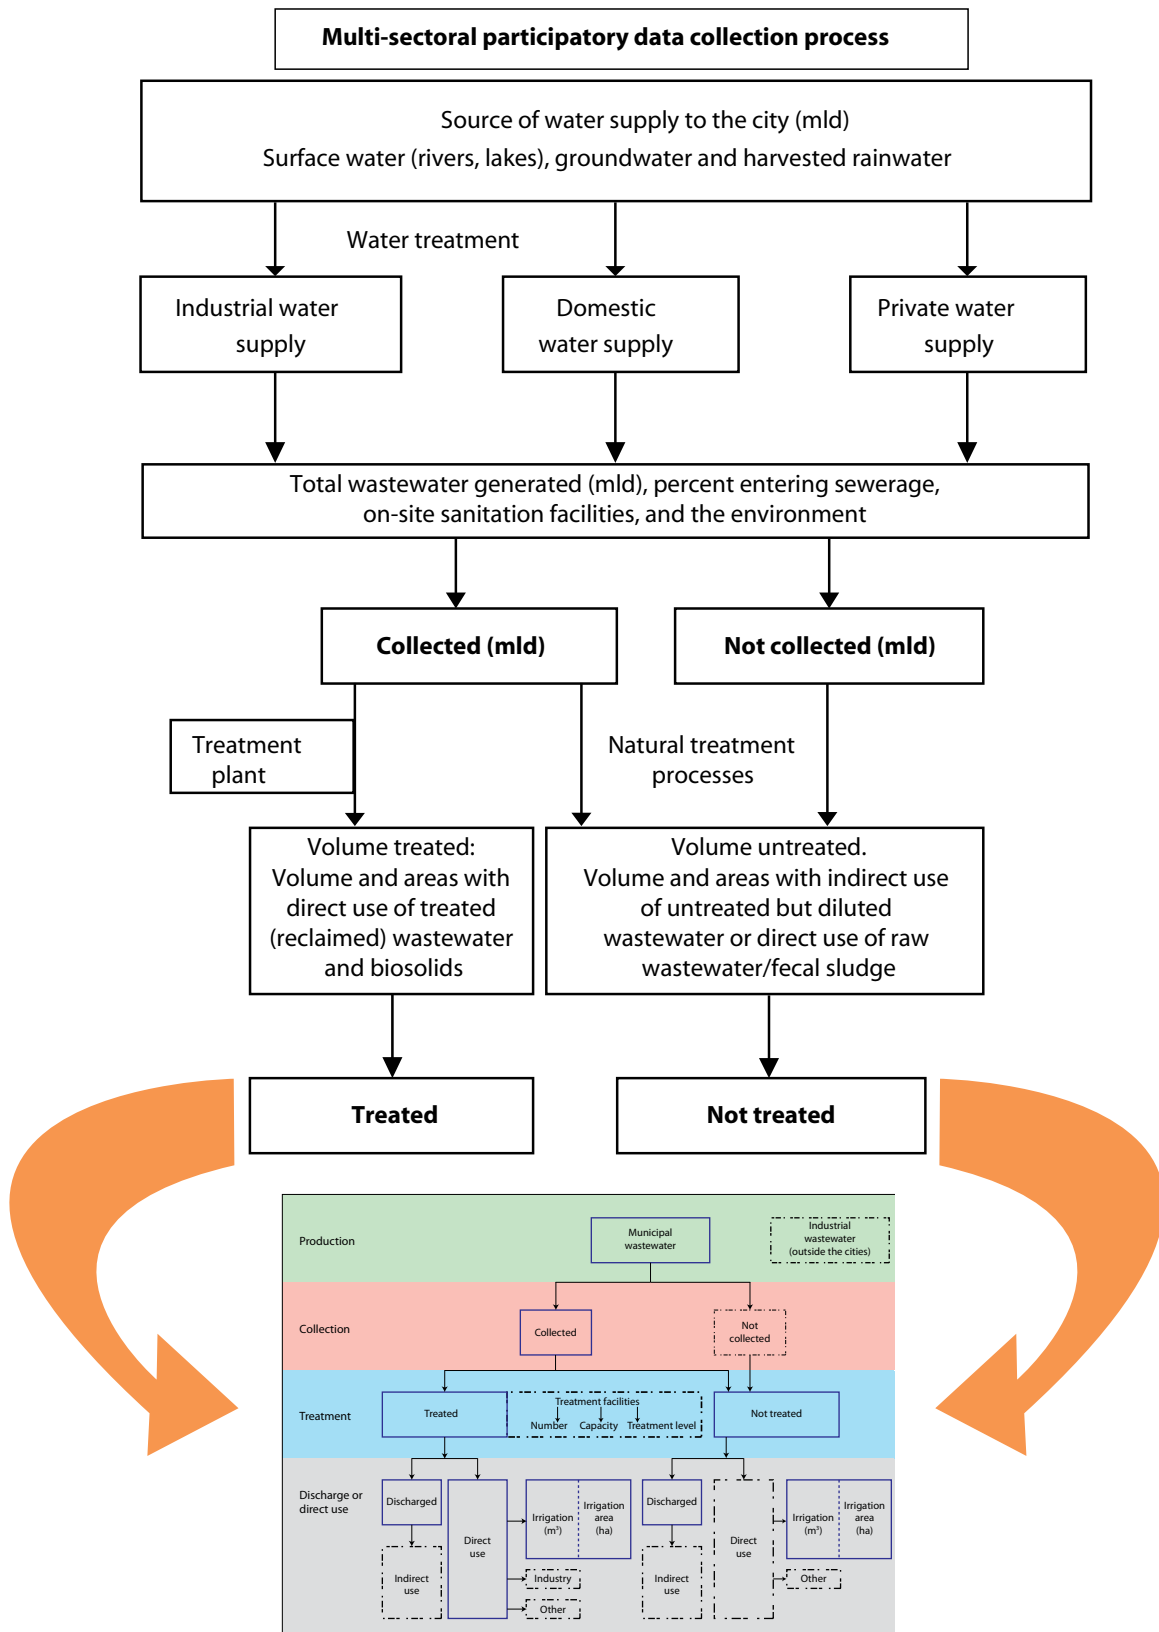 Multi-sectoral participatory data collection process
Source of water supply to the city (mld)
Surface water (rivers, lakes), groundwater and harvested rainwater
Water treatment
Industrial water
supply
Domestic
water supply
Private water
supply
Total wastewater generated (mld), percent entering sewerage,
on-site sanitation facilities, and the environment
Collected (mld)
Not collected (mld)
Treatment
plant
Natural treatment
processes
Volume treated:
Volume and areas with
direct use of treated
(reclaimed) wastewater
and biosolids
Volume untreated.
Volume and areas with indirect use
of untreated but diluted
wastewater or direct use of raw
wastewater/fecal sludge
Treated
Not treated
Production
Municipal
wastewater
Industrial
wastewater
(outside the cities)
Collection
Collected
Not
collected
Treatment
Treated
Treatment facilities
Number
Capacity
Treatment level
Not treated
Discharge or
direct use
Discharged
Indirect
use
Direct
use
Irrigation
(m³)
Irrigation
area
(ha)
Industry
Other
Discharged
Indirect
use
Direct
use
Irrigation
(m³)
Irrigation
area
(ha)
Other